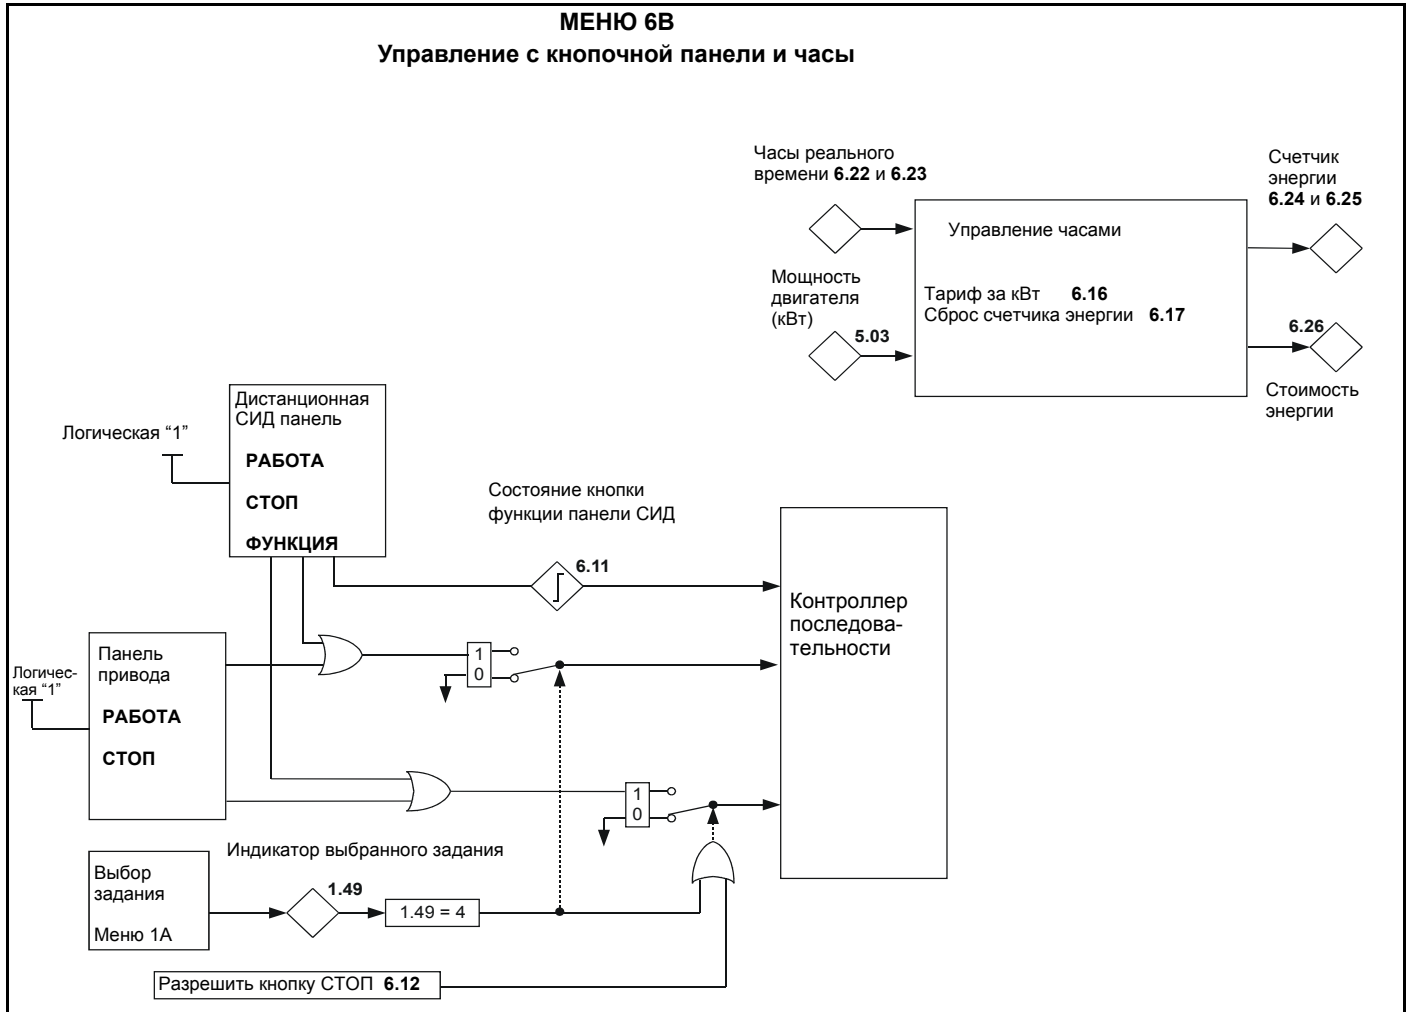 МЕНЮ 6В
Управление с кнопочной панели и часы
Часы реального
времени 6.22 и 6.23
Счетчик
энергии
6.24 и 6.25
Управление часами
Мощность
двигателя
(кВт)
5.03
Тариф за кВт 6.16
Сброс счетчика энергии 6.17
6.26
Стоимость
энергии
Дистанционная
СИД панель
РАБОТА
СТОП
ФУНКЦИЯ
Логическая “1”
Состояние кнопки
функции панели СИД
6.11
Контроллер
последова-
тельности
Панель
привода
РАБОТА
СТОП
Логичес-
кая “1”
1
0
1
0
Индикатор выбранного задания
Выбор
задания
Меню 1А
1.49
1.49 = 4
Разрешить кнопку СТОП 6.12